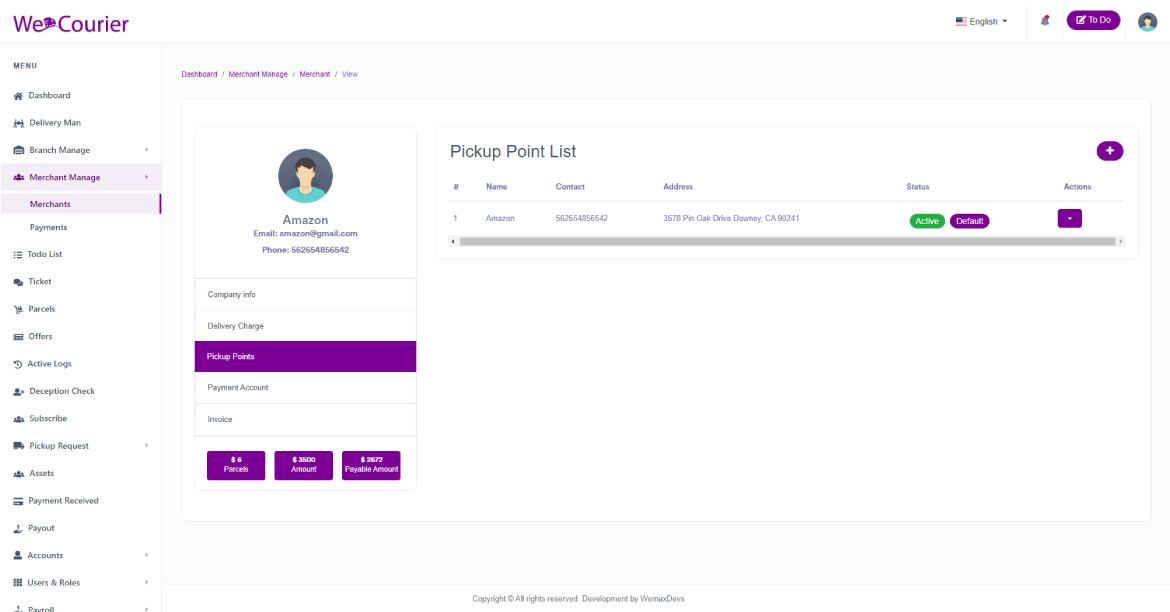 We Courier
English
To Do
MENU
Dashboard
Delivery Man
Branch Manage
Merchant Manage
Merchants
Payments
Todo List
Ticket
Parcels
Offers
Active Logs
Deception Check
Subscribe
Pickup Request
Assets
Payment Received
Payout
Accounts
Users & Roles
Payroll
Dashboard / Merchant Manage / Merchant / View
Amazon
Email: amazon@gmail.com
Phone: 562654856542
Company info
Delivery Charge
Pickup Points
Payment Account
Invoice
$ 6
Parcels
$ 3500
Amount
$ 2672
Payable Amount
Pickup Point List
# Name Contact Address Status Actions
1 Amazon 562654856542 3678 Pin Oak Drive Downey, CA 90241 Active Default
Copyright © All rights reserved. Development by WemaxDevs